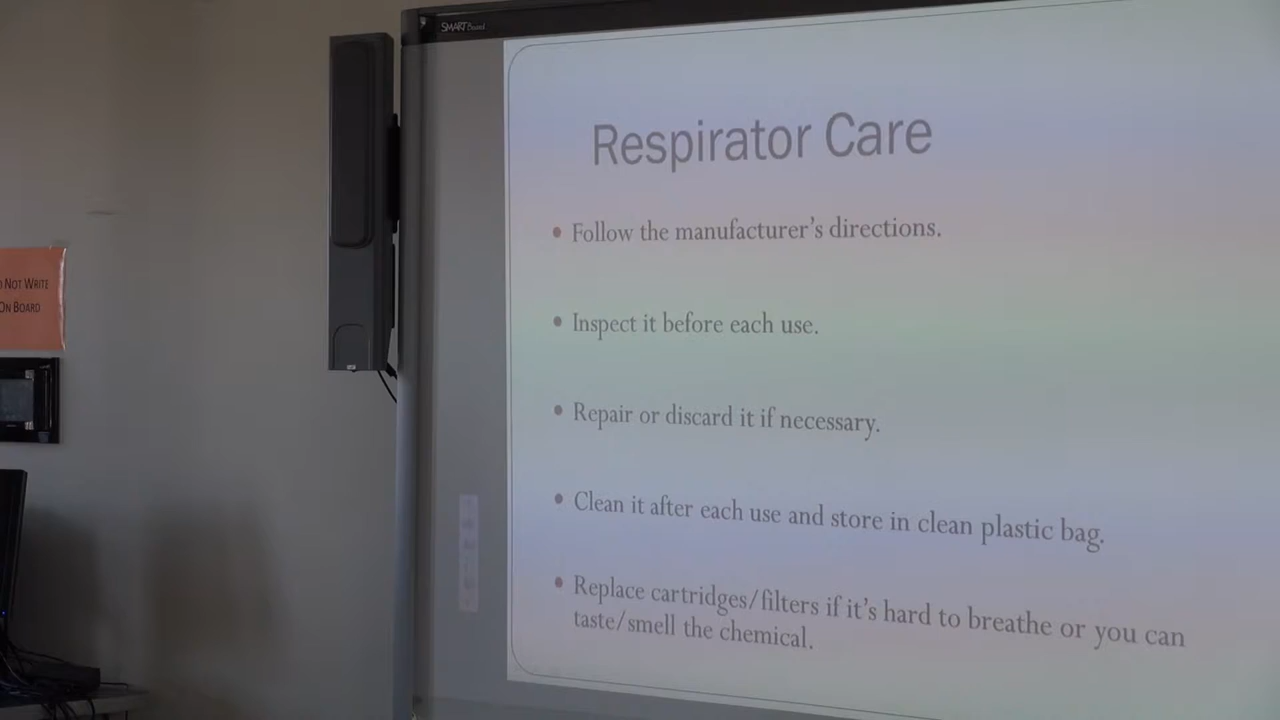 SMART Board
Respirator Care
• Follow the manufacturer's directions.
• Inspect it before each use.
• Repair or discard it if necessary.
• Clean it after each use and store in clean plastic bag.
• Replace cartridges/filters if it's hard to breathe or you can
taste/smell the chemical.
NOT WRITE
ON BOARD